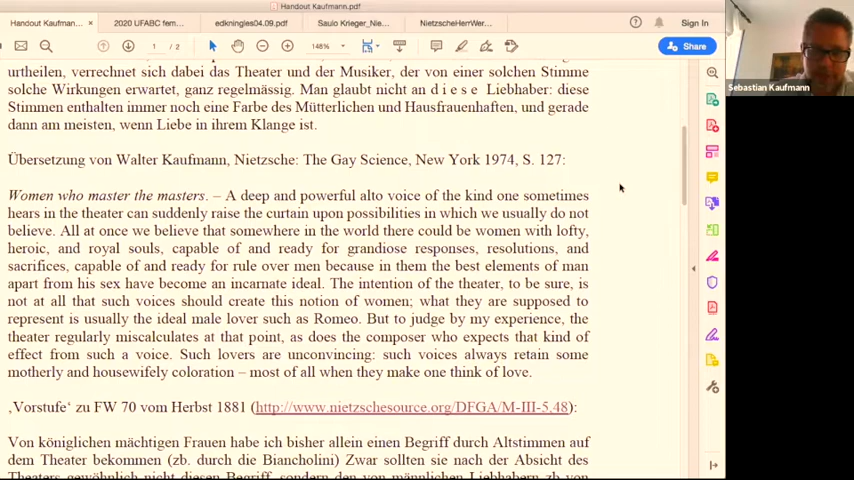 Handout Kaufmann.pdf
Handout Kaufmann... ×
2020 UFABC fem...
edkningles04.09.pdf
Saulo Krieger_Nie...
NietzscheHerrWer...
Sign In
1 / 2
148%
Share
Sebastian Kaufmann
urtheilen, verrechnet sich dabei das Theater und der Musiker, der von einer solchen Stimme
solche Wirkungen erwartet, ganz regelmässig. Man glaubt nicht an d i e s e Liebhaber: diese
Stimmen enthalten immer noch eine Farbe des Mütterlichen und Hausfrauenhaften, und gerade
dann am meisten, wenn Liebe in ihrem Klange ist.
Übersetzung von Walter Kaufmann, Nietzsche: The Gay Science, New York 1974, S. 127:
Women who master the masters. – A deep and powerful alto voice of the kind one sometimes
hears in the theater can suddenly raise the curtain upon possibilities in which we usually do not
believe. All at once we believe that somewhere in the world there could be women with lofty,
heroic, and royal souls, capable of and ready for grandiose responses, resolutions, and
sacrifices, capable of and ready for rule over men because in them the best elements of man
apart from his sex have become an incarnate ideal. The intention of the theater, to be sure, is
not at all that such voices should create this notion of women; what they are supposed to
represent is usually the ideal male lover such as Romeo. But to judge by my experience, the
theater regularly miscalculates at that point, as does the composer who expects that kind of
effect from such a voice. Such lovers are unconvincing: such voices always retain some
motherly and housewifely coloration – most of all when they make one think of love.
‚Vorstufe‘ zu FW 70 vom Herbst 1881 (http://www.nietzschesource.org/DFGA/M-III-5,48):
Von königlichen mächtigen Frauen habe ich bisher allein einen Begriff durch Altstimmen auf
dem Theater bekommen (zb. durch die Biancholini) Zwar sollten sie nach der Absicht des
Theaters gewöhnlich nicht diesen Begriff, sondern den von männlichen Liebhabern zb von